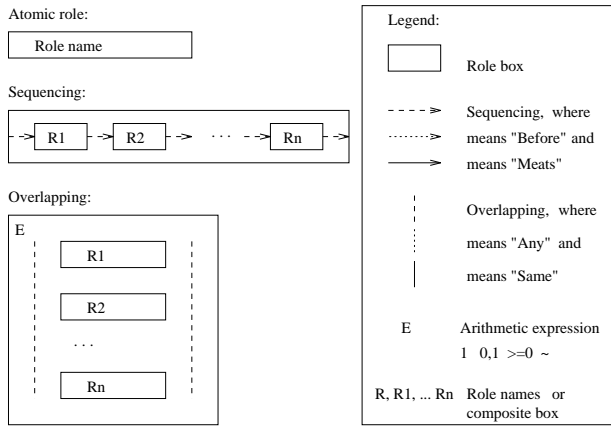 Atomic role:
Role name
Sequencing:
R1 R2 . . . Rn
Overlapping:
E
R1
R2
. . .
Rn
Legend:
Role box
Sequencing, where
means "Before" and
means "Meats"
Overlapping, where
means "Any" and
means "Same"
E Arithmetic expression
1 0,1 >=0 ~
R, R1, ... Rn Role names or
composite box